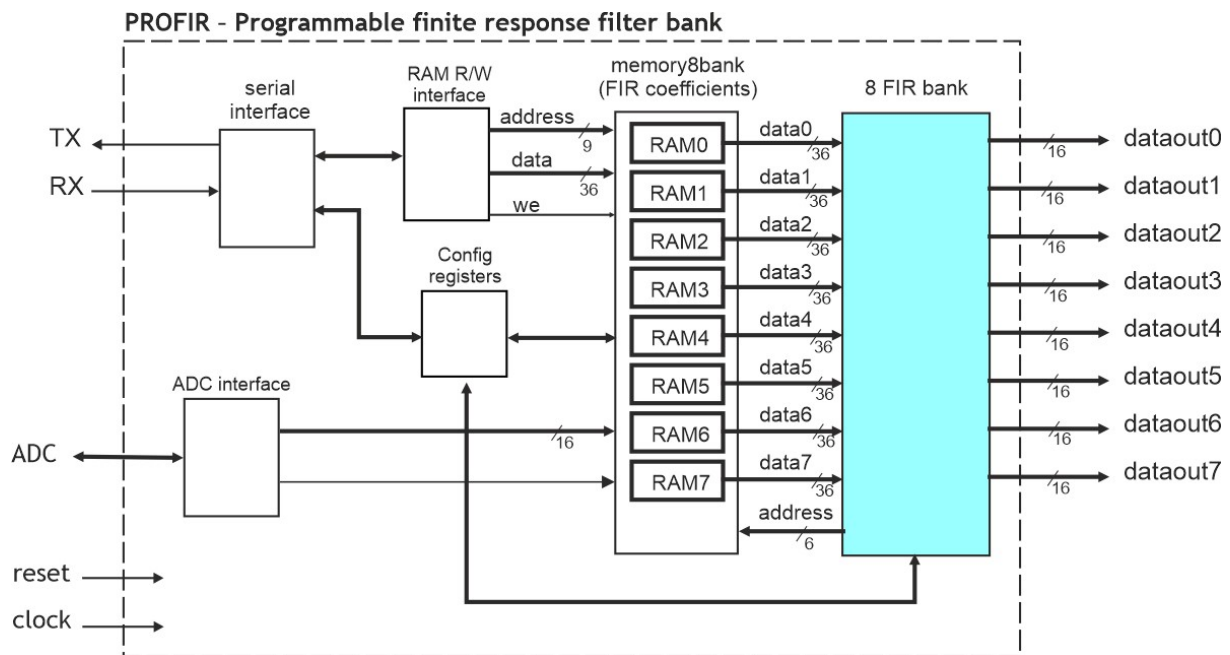 PROFIR - Programmable finite response filter bank
serial
interface
RAM R/W
interface
memory8bank
(FIR coefficients)
8 FIR bank
TX
RX
address
9
data
36
we
Config
registers
ADC interface
ADC
16
reset
clock
RAM0
RAM1
RAM2
RAM3
RAM4
RAM5
RAM6
RAM7
data0
36
data1
36
data2
36
data3
36
data4
36
data5
36
data6
36
data7
36
address
6
16
dataout0
16
dataout1
16
dataout2
16
dataout3
16
dataout4
16
dataout5
16
dataout6
16
dataout7